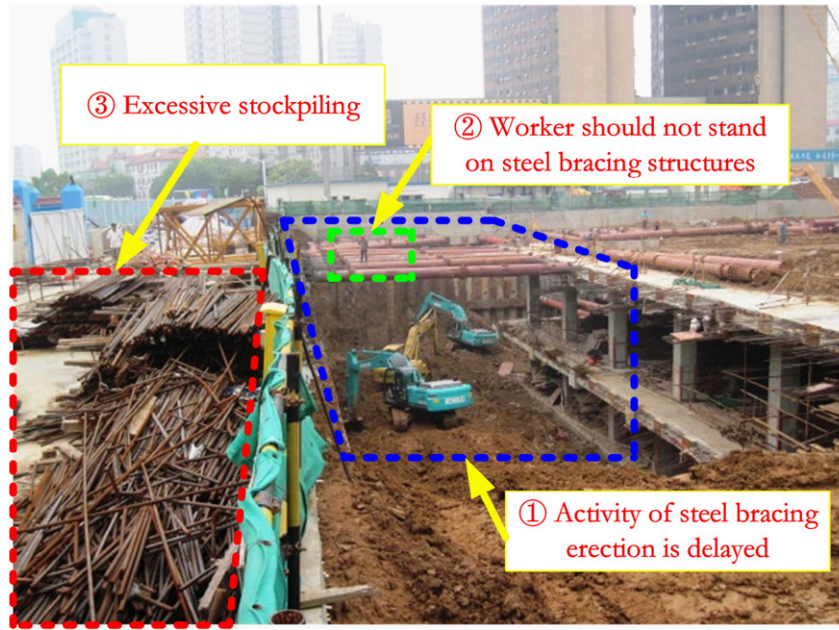 ③ Excessive stockpiling
② Worker should not stand
on steel bracing structures
① Activity of steel bracing
erection is delayed